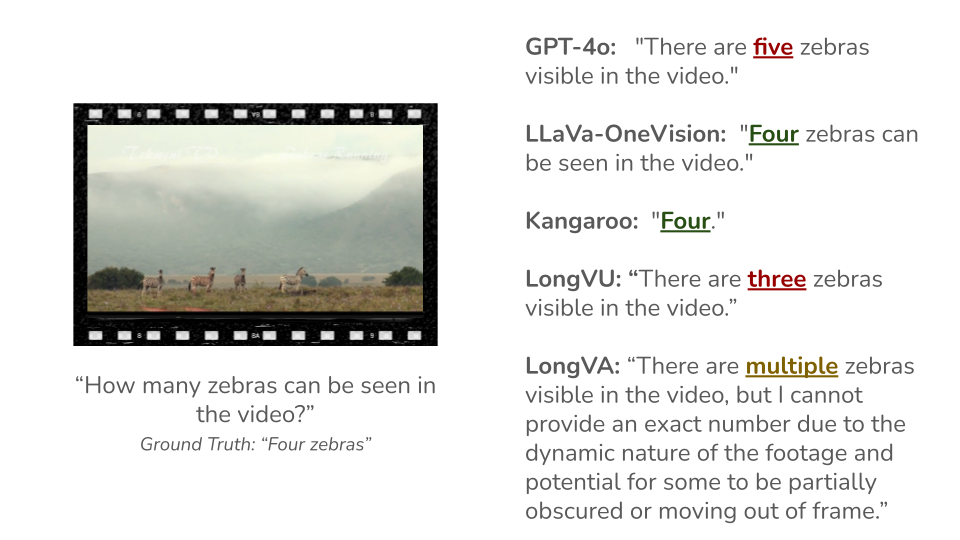 GPT-4o: "There are five zebras
visible in the video."
LLaVa-OneVision: "Four zebras can
be seen in the video."
Kangaroo: "Four."
LongVU: “There are three zebras
visible in the video.”
LongVA: “There are multiple zebras
visible in the video, but I cannot
provide an exact number due to the
dynamic nature of the footage and
potential for some to be partially
obscured or moving out of frame.”
“How many zebras can be seen in
the video?”
Ground Truth: “Four zebras”